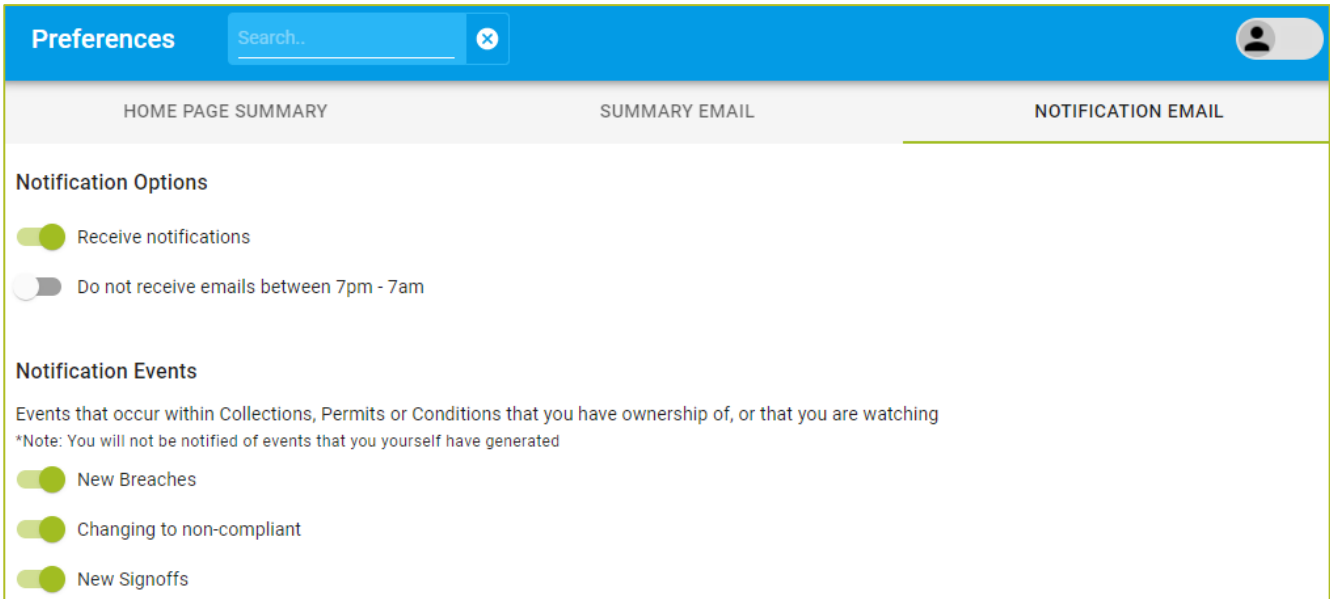 Preferences
Search..
HOME PAGE SUMMARY
SUMMARY EMAIL
NOTIFICATION EMAIL
Notification Options
Receive notifications
Do not receive emails between 7pm - 7am
Notification Events
Events that occur within Collections, Permits or Conditions that you have ownership of, or that you are watching
*Note: You will not be notified of events that you yourself have generated
New Breaches
Changing to non-compliant
New Signoffs